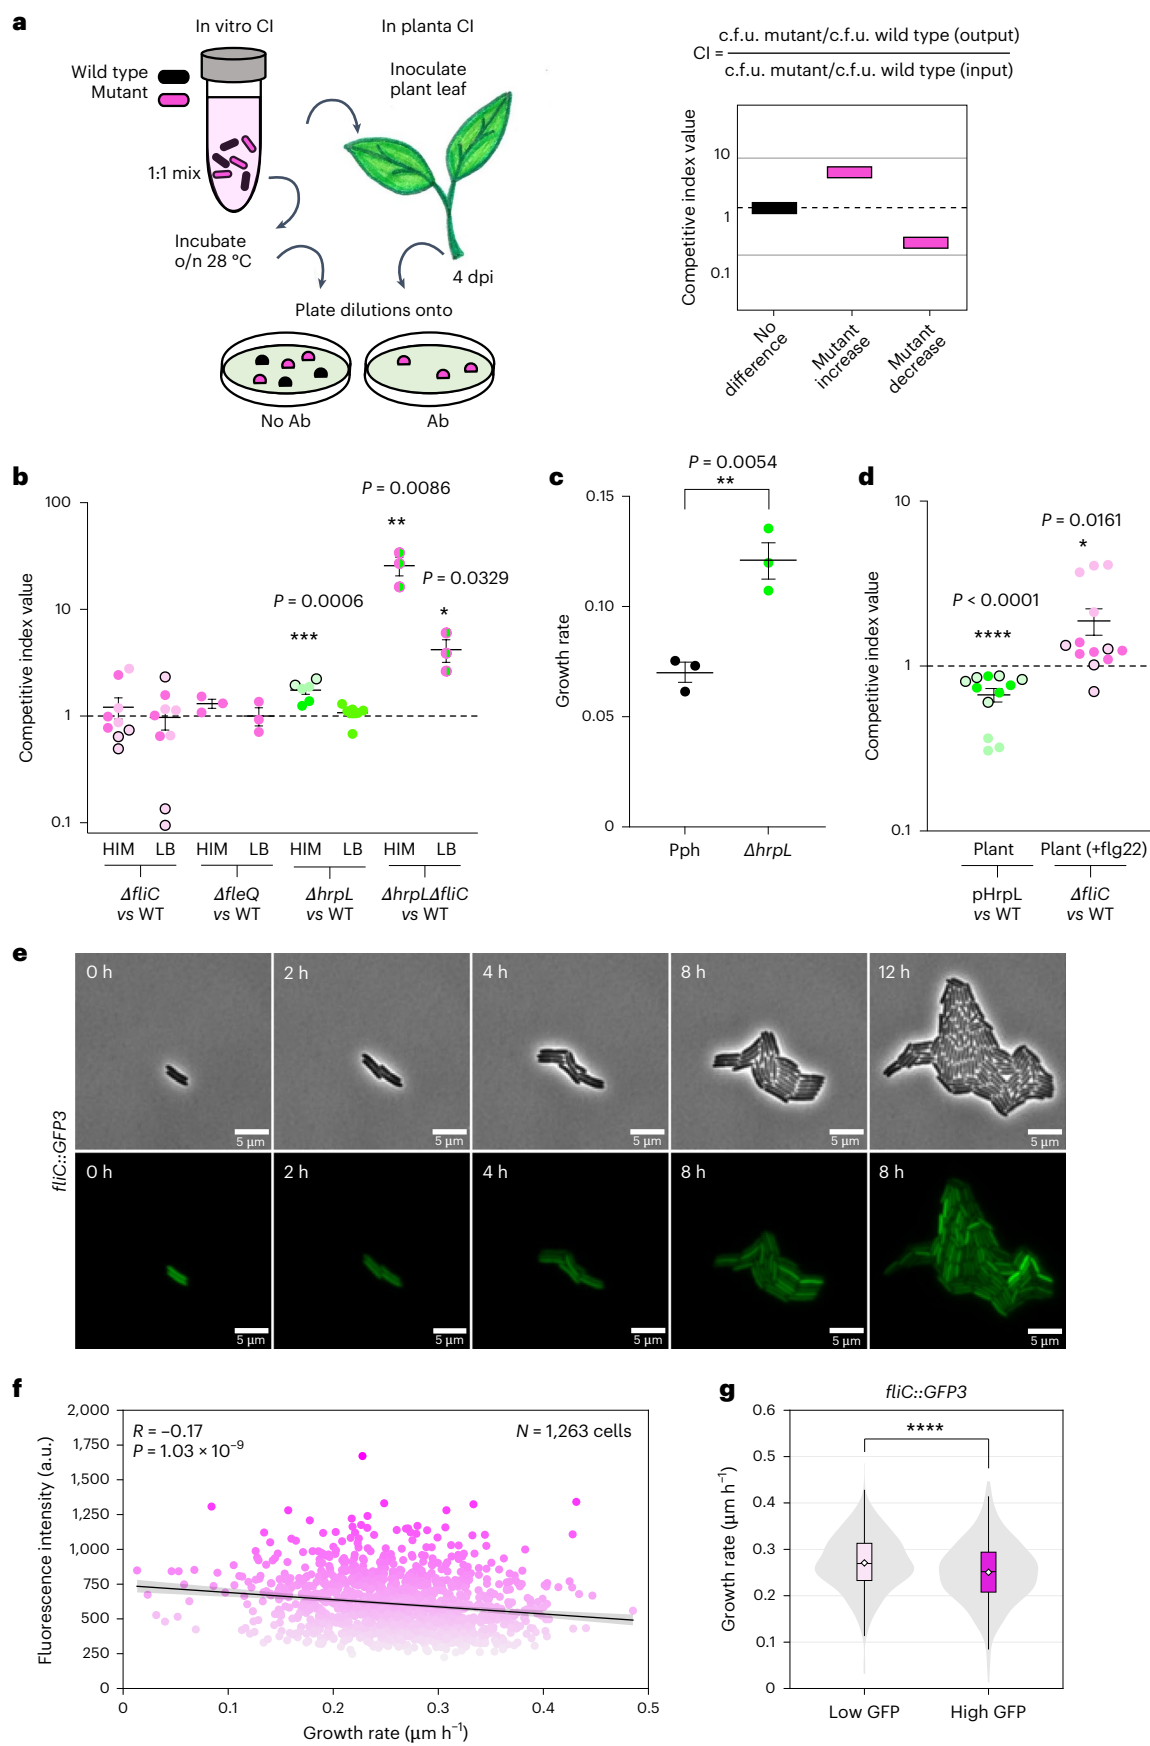 a
In vitro CI
In planta CI
Wild type
Mutant
Inoculate
plant leaf
1:1 mix
Incubate
o/n 28 °C
4 dpi
Plate dilutions onto
No Ab
Ab
CI = c.f.u. mutant/c.f.u. wild type (output)
c.f.u. mutant/c.f.u. wild type (input)
Competitive index value
10
1
0.1
No
difference
Mutant
increase
Mutant
decrease
b
Competitive index value
100
10
1
0.1
P = 0.0086
**
P = 0.0329
*
P = 0.0006
***
HIM LB HIM LB HIM LB HIM LB
ΔfliC
vs WT
ΔfleQ
vs WT
ΔhrpL
vs WT
ΔhrpLΔfliC
vs WT
c
P = 0.0054
**
Growth rate
0.15
0.10
0.05
0
Pph
ΔhrpL
d
Competitive index value
10
1
0.1
P = 0.0161
*
P < 0.0001
****
Plant
Plant (+flg22)
pHrpL
vs WT
ΔfliC
vs WT
e
fliC::GFP3
0 h
2 h
4 h
8 h
12 h
5 µm
5 µm
5 µm
5 µm
5 µm
0 h
2 h
4 h
8 h
8 h
5 µm
5 µm
5 µm
5 µm
5 µm
f
Fluorescence intensity (a.u.)
2,000
1,750
1,500
1,250
1,000
750
500
250
0
R = −0.17
P = 1.03 × 10⁻⁹
N = 1,263 cells
0 0.1 0.2 0.3 0.4 0.5
Growth rate (µm h⁻¹)
g
fliC::GFP3
****
Growth rate (µm h⁻¹)
0.6
0.5
0.4
0.3
0.2
0.1
0
Low GFP
High GFP